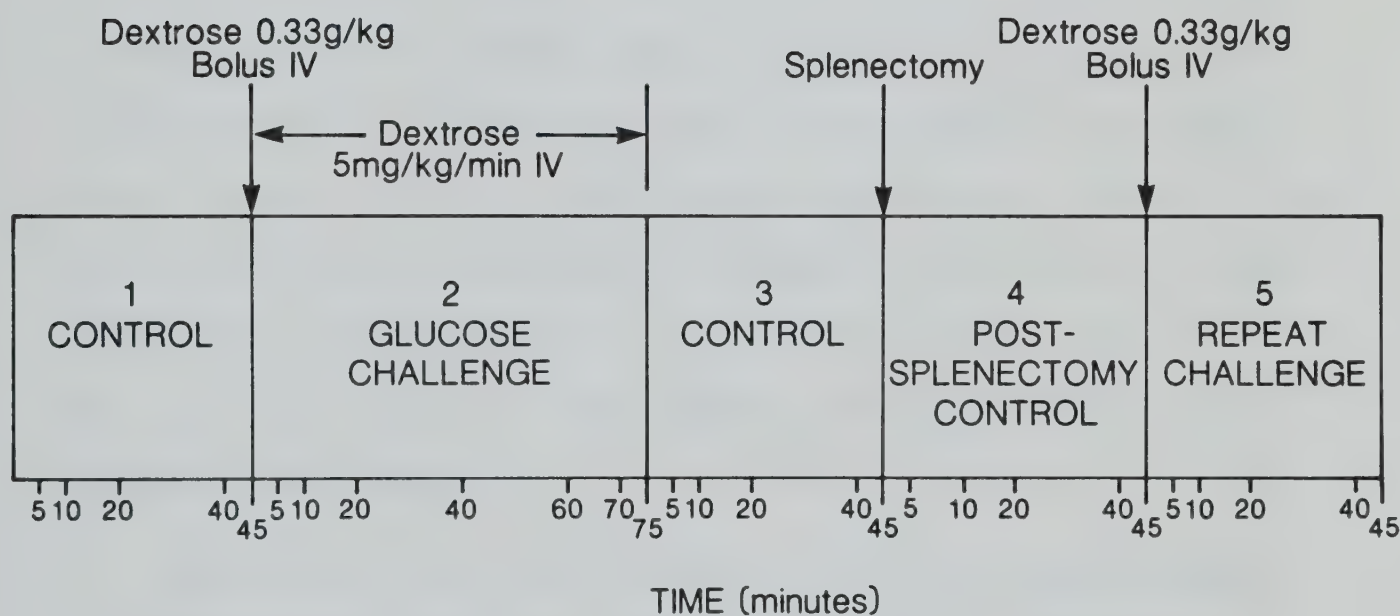 Dextrose 0.33g/kg
Bolus IV
Dextrose
5mg/kg/min IV
Splenectomy
Dextrose 0.33g/kg
Bolus IV
1
CONTROL
2
GLUCOSE
CHALLENGE
3
CONTROL
4
POST-
SPLENECTOMY
CONTROL
5
REPEAT
CHALLENGE
5 10 20 40 45 5 10 20 40 60 70 75 5 10 20 40 45 5 10 20 40 45 5 10 20 40 45
TIME (minutes)